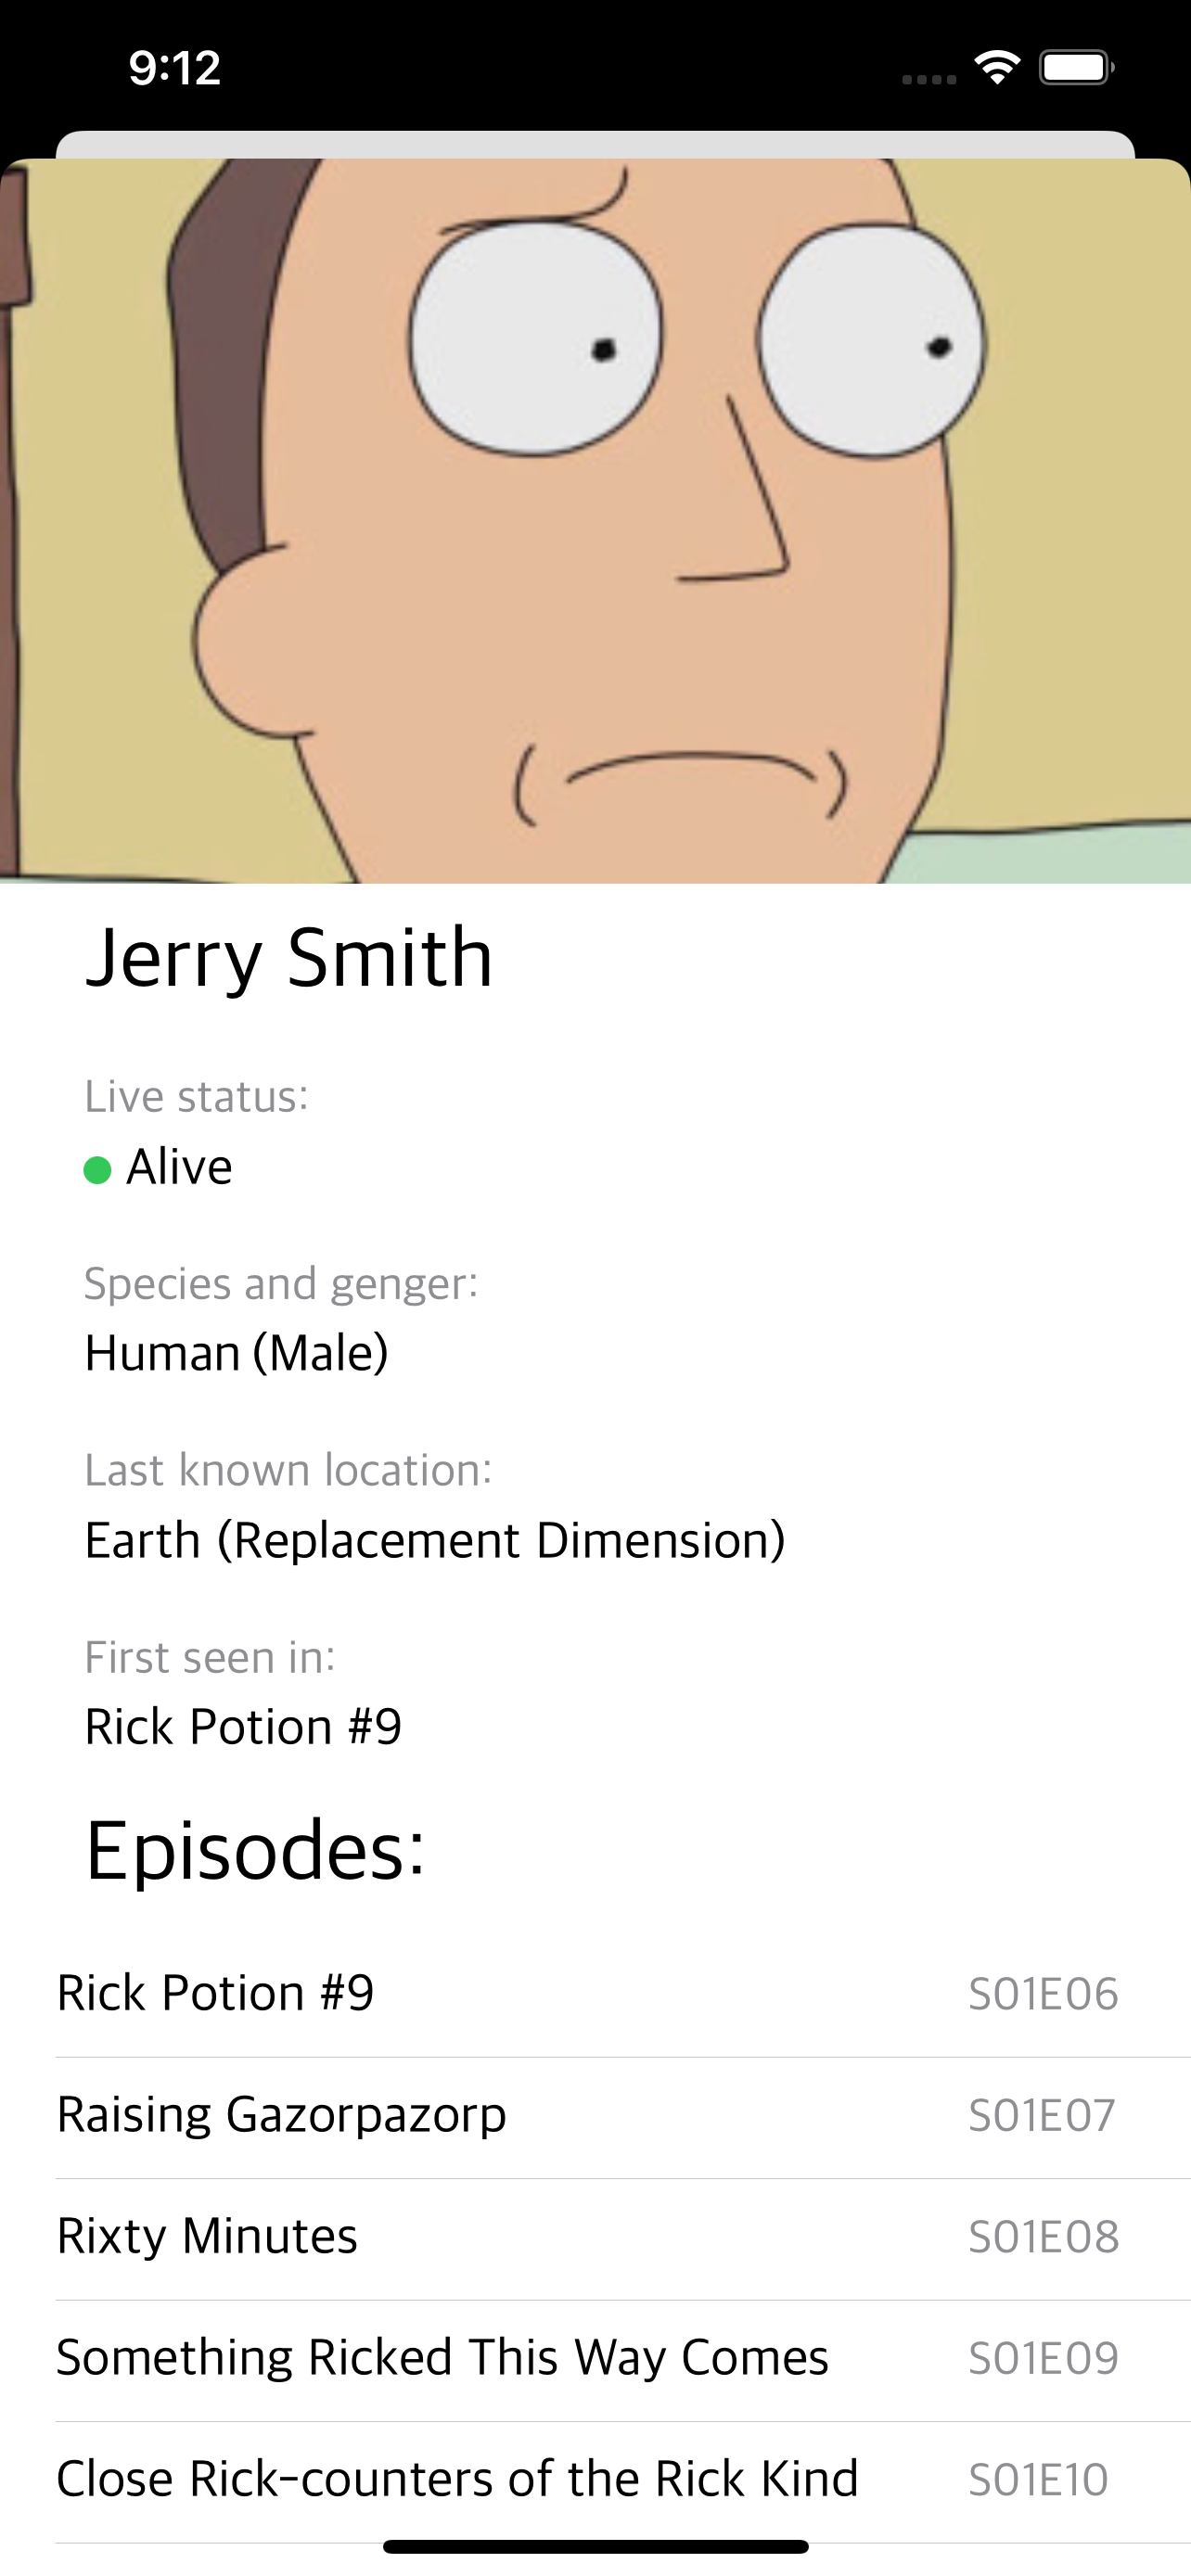 9:12
Jerry Smith
Live status:
Alive
Species and genger:
Human (Male)
Last known location:
Earth (Replacement Dimension)
First seen in:
Rick Potion #9
Episodes:
Rick Potion #9 S01E06
Raising Gazorpazorp S01E07
Rixty Minutes S01E08
Something Ricked This Way Comes S01E09
Close Rick-counters of the Rick Kind S01E10